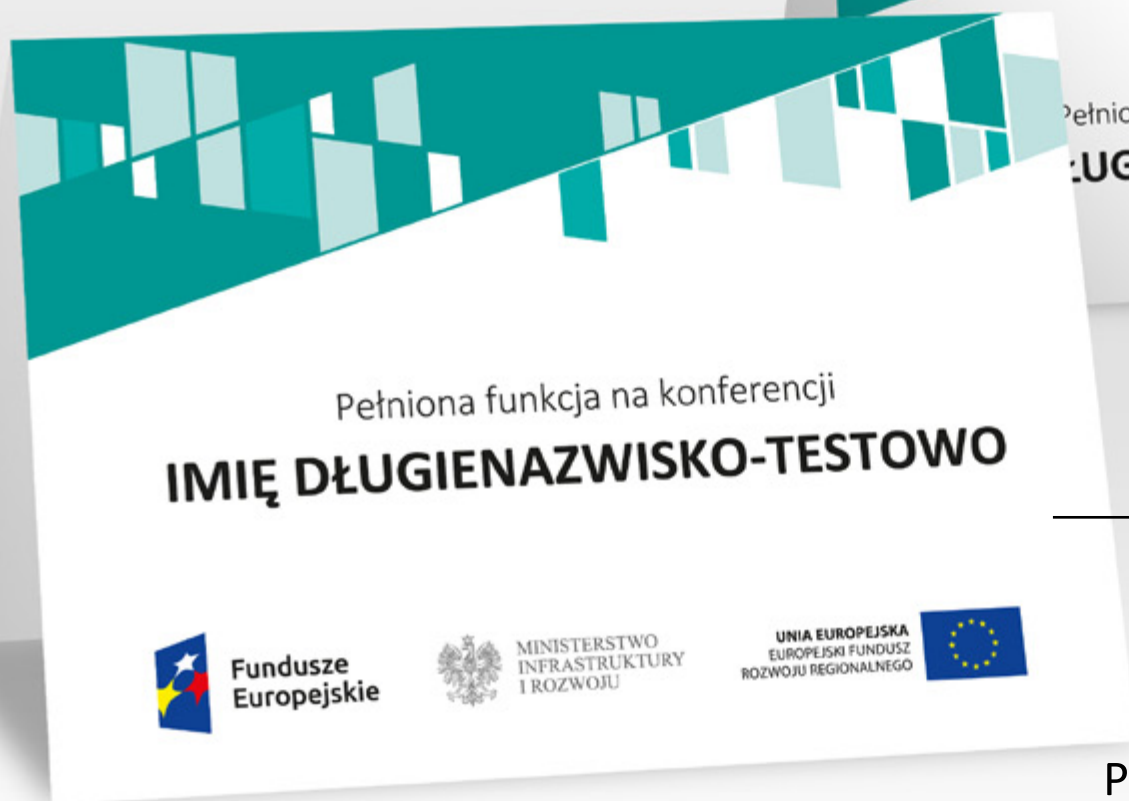 Pełniona funkcja na konferencji
IMIĘ DŁUGIENAZWISKO-TESTOWO
Fundusze
Europejskie
MINISTERSTWO
INFRASTRUKTURY
I ROZWOJU
UNIA EUROPEJSKA
EUROPEJSKI FUNDUSZ
ROZWOJU REGIONALNEGO